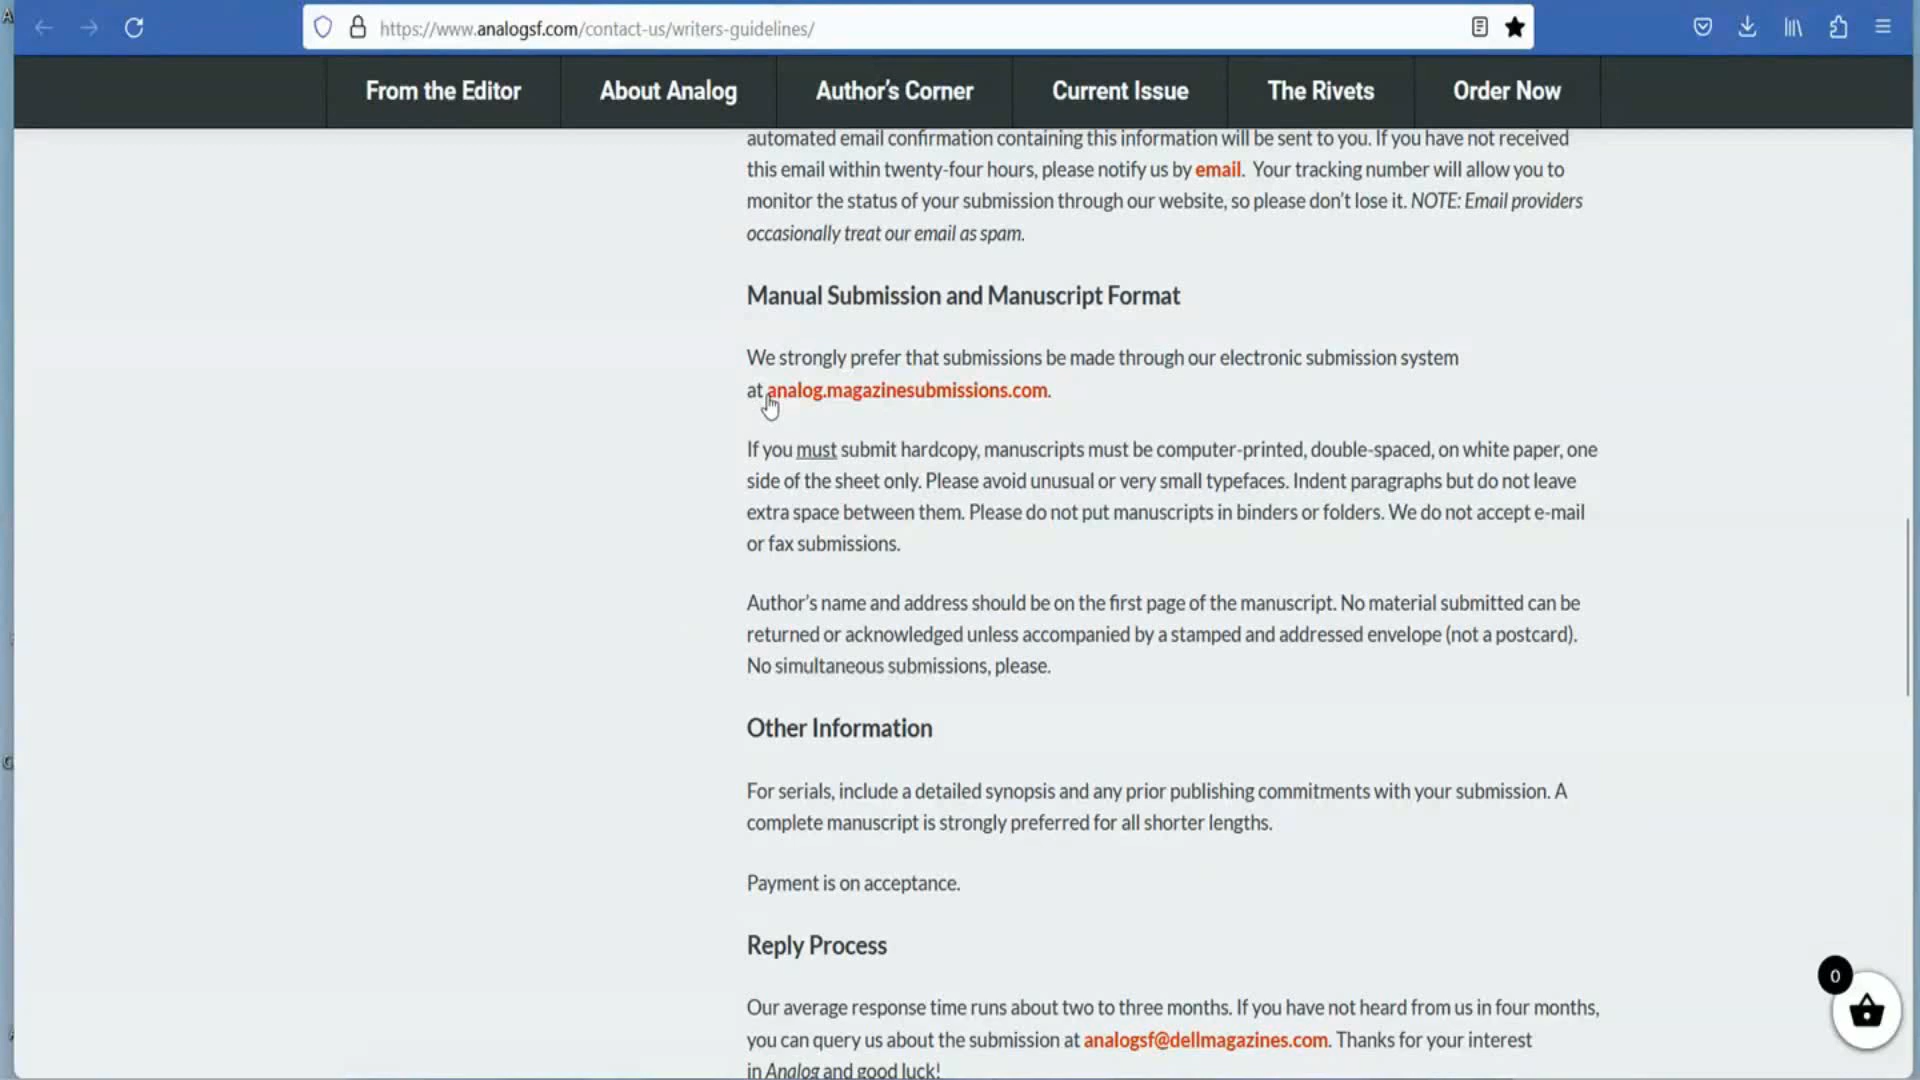 https://www.analogsf.com/contact-us/writers-guidelines/
From the Editor
About Analog
Author's Corner
Current Issue
The Rivets
Order Now
automated email confirmation containing this information will be sent to you. If you have not received
this email within twenty-four hours, please notify us by email. Your tracking number will allow you to
monitor the status of your submission through our website, so please don't lose it. NOTE: Email providers
occasionally treat our email as spam.
Manual Submission and Manuscript Format
We strongly prefer that submissions be made through our electronic submission system
at analog.magazinesubmissions.com.
If you must submit hardcopy, manuscripts must be computer-printed, double-spaced, on white paper, one
side of the sheet only. Please avoid unusual or very small typefaces. Indent paragraphs but do not leave
extra space between them. Please do not put manuscripts in binders or folders. We do not accept e-mail
or fax submissions.
Author's name and address should be on the first page of the manuscript. No material submitted can be
returned or acknowledged unless accompanied by a stamped and addressed envelope (not a postcard).
No simultaneous submissions, please.
Other Information
For serials, include a detailed synopsis and any prior publishing commitments with your submission. A
complete manuscript is strongly preferred for all shorter lengths.
Payment is on acceptance.
Reply Process
Our average response time runs about two to three months. If you have not heard from us in four months,
you can query us about the submission at analogsf@dellmagazines.com. Thanks for your interest
in Analog and good luck!
0